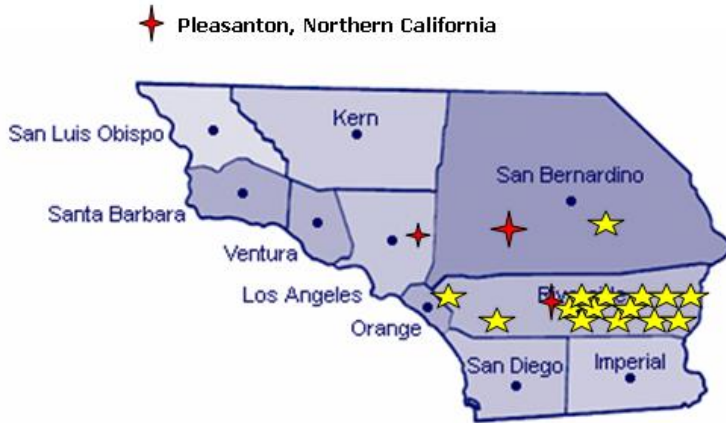 Pleasanton, Northern California
Kern
San Luis Obispo
San Bernardino
Santa Barbara
Ventura
Los Angeles
Orange
San Diego
Imperial